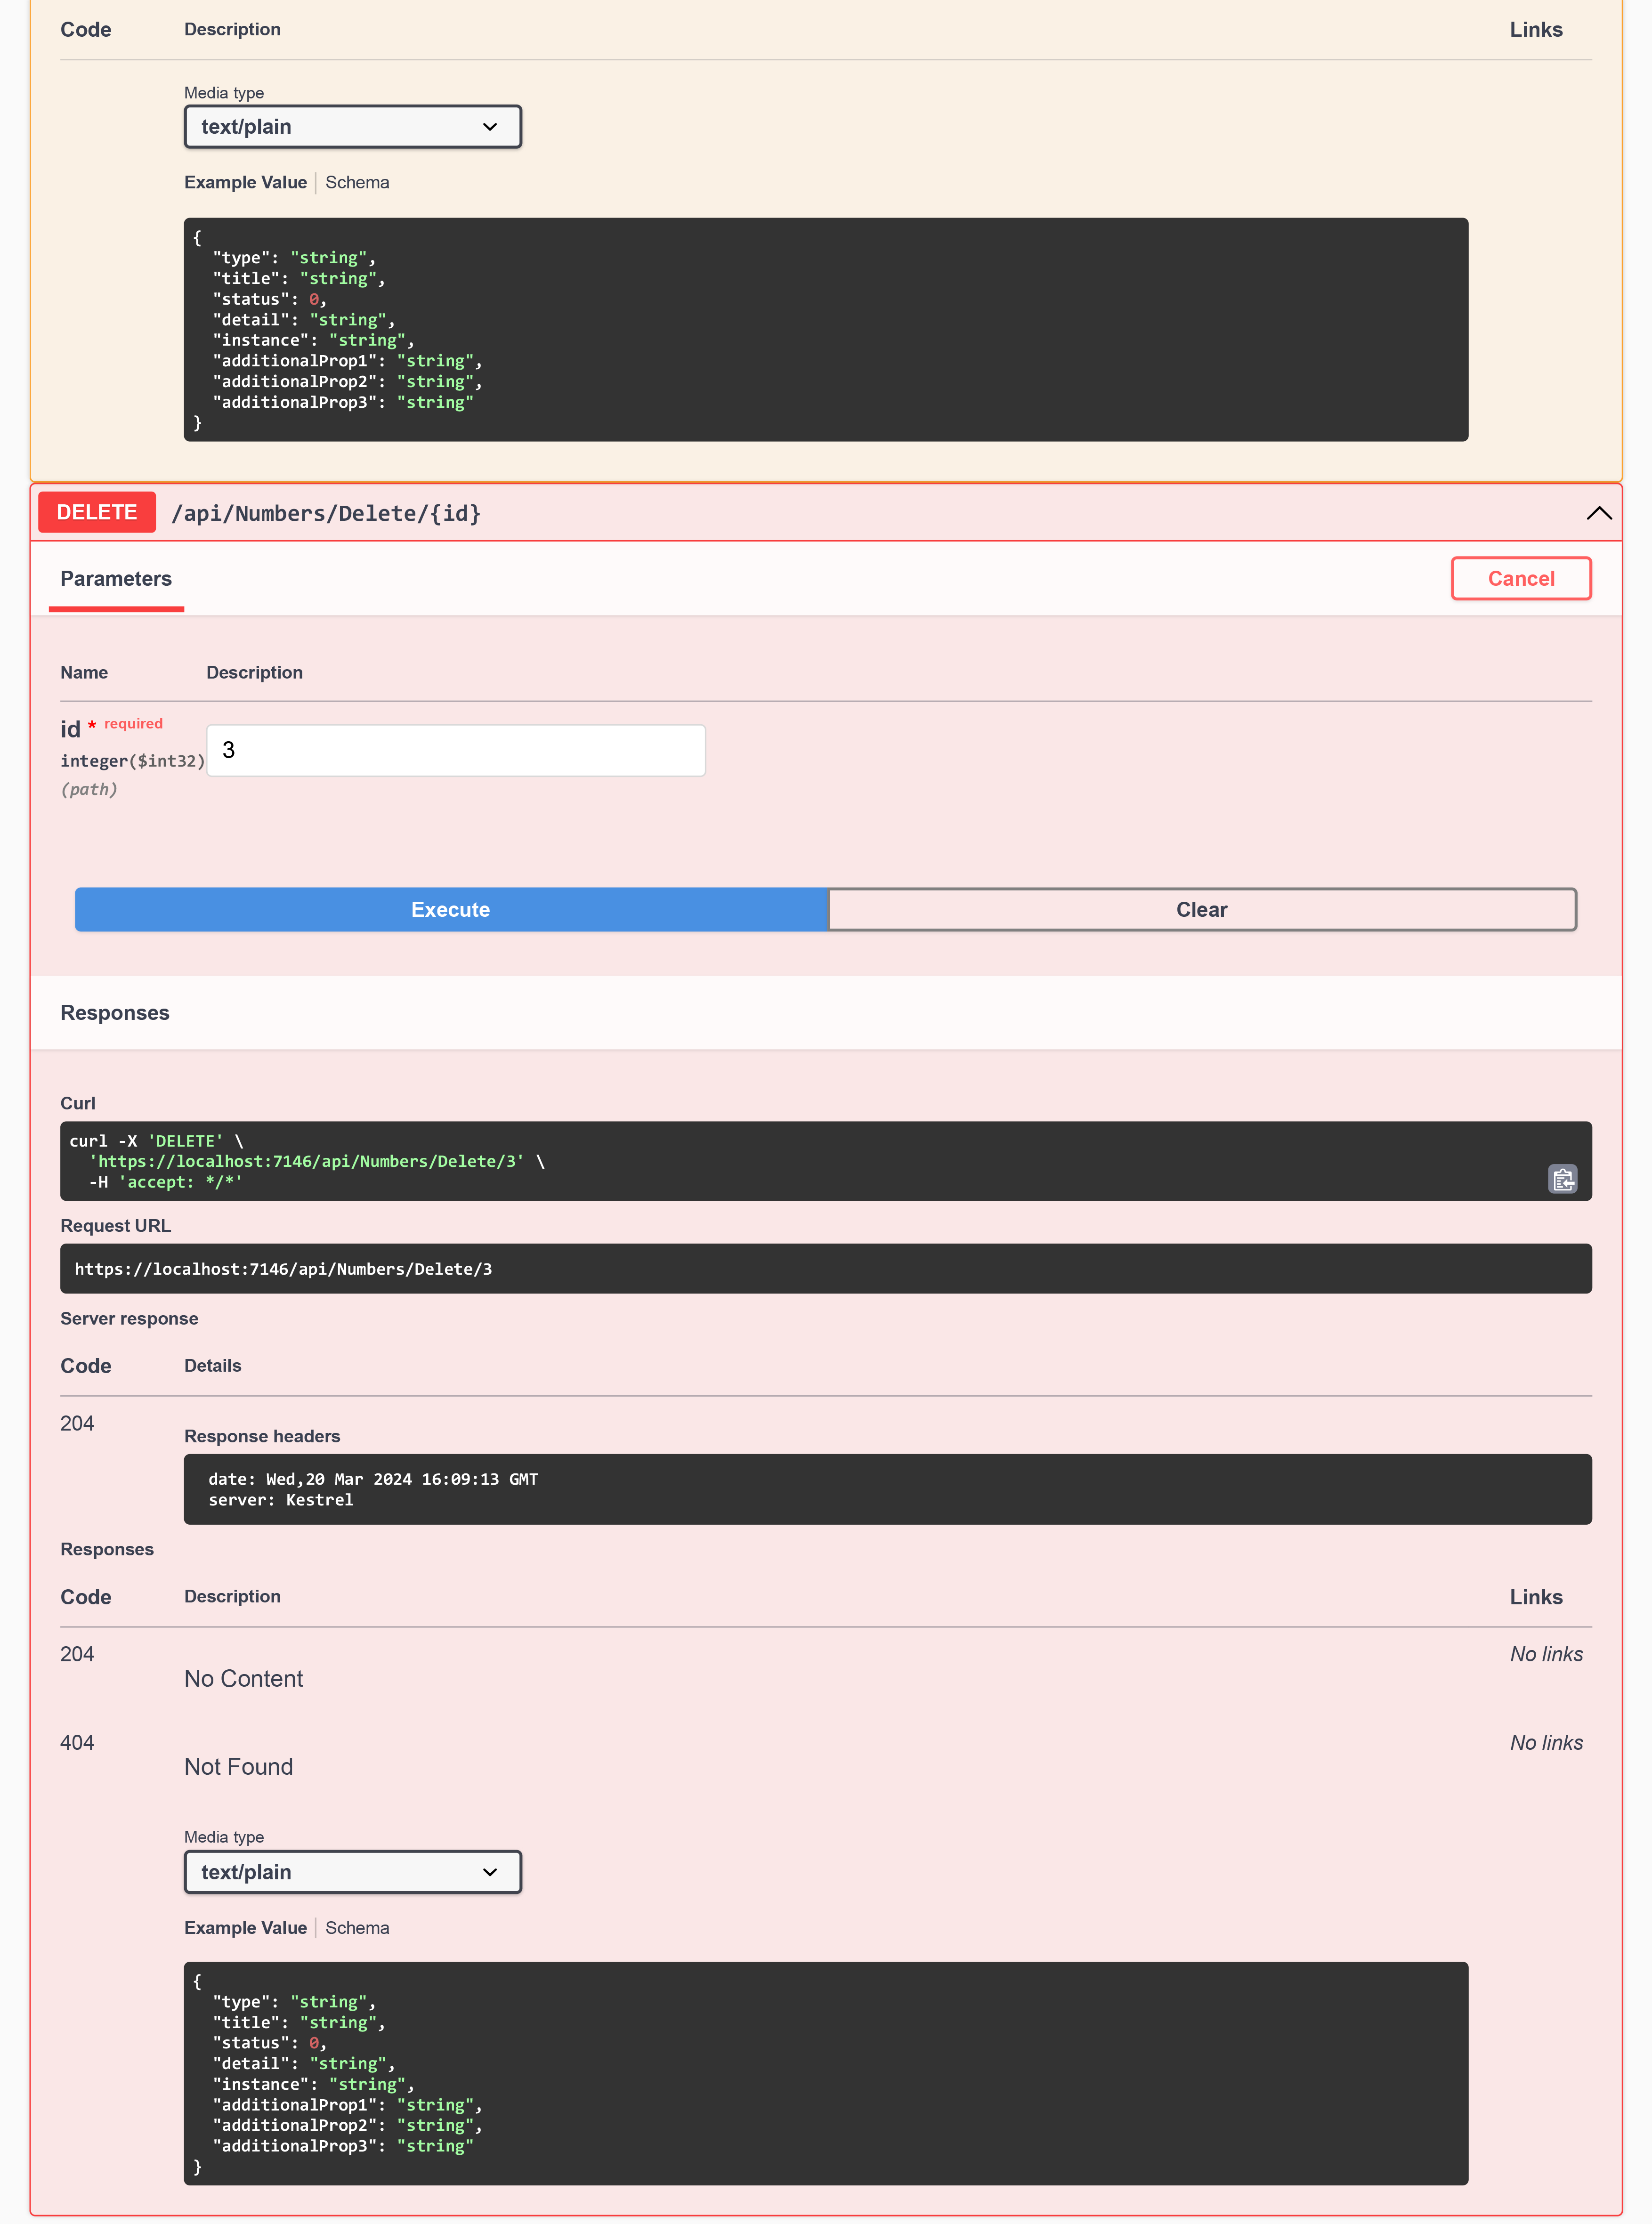 Code Description Links
Media type
text/plain
Example Value Schema
{
  "type": "string",
  "title": "string",
  "status": 0,
  "detail": "string",
  "instance": "string",
  "additionalProp1": "string",
  "additionalProp2": "string",
  "additionalProp3": "string"
}
DELETE /api/Numbers/Delete/{id}
Parameters Cancel
Name Description
id * required
integer($int32)
(path)
3
Execute Clear
Responses
Curl
curl -X 'DELETE' \
  'https://localhost:7146/api/Numbers/Delete/3' \
  -H 'accept: */*'
Request URL
https://localhost:7146/api/Numbers/Delete/3
Server response
Code Details
204
Response headers
date: Wed,20 Mar 2024 16:09:13 GMT
server: Kestrel
Responses
Code Description Links
204 No links
No Content
404 No links
Not Found
Media type
text/plain
Example Value Schema
{
  "type": "string",
  "title": "string",
  "status": 0,
  "detail": "string",
  "instance": "string",
  "additionalProp1": "string",
  "additionalProp2": "string",
  "additionalProp3": "string"
}